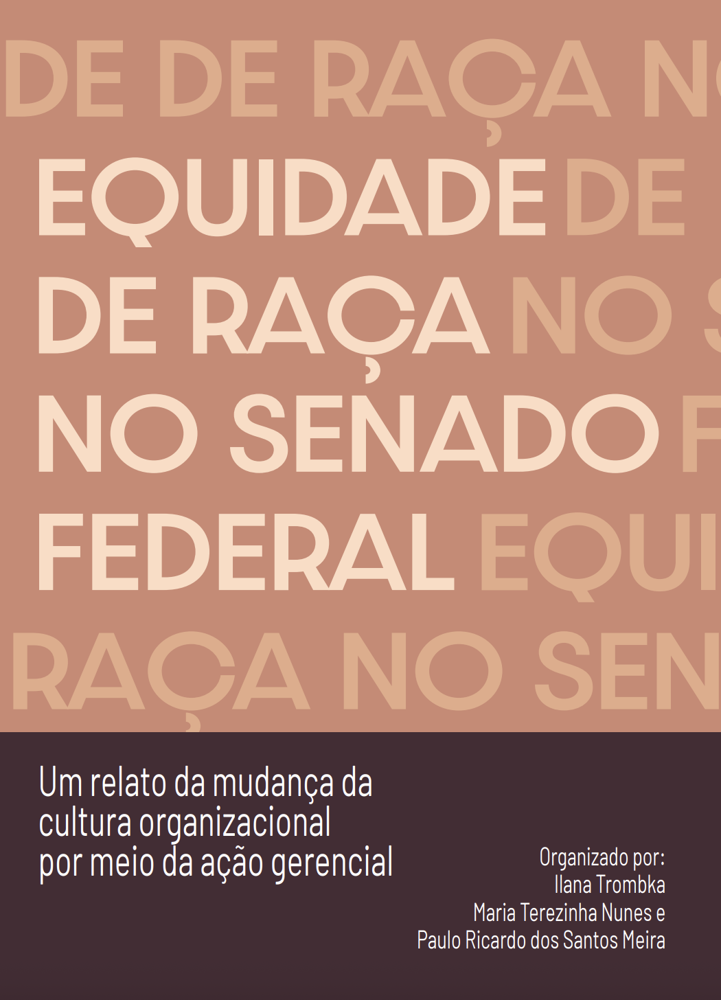 DE DE RAÇA NO
EQUIDADE DE
DE RAÇA NO S
NO SENADO F
FEDERAL EQUI
RAÇA NO SEN
Um relato da mudança da
cultura organizacional
por meio da ação gerencial
Organizado por:
Ilana Trombka
Maria Terezinha Nunes e
Paulo Ricardo dos Santos Meira